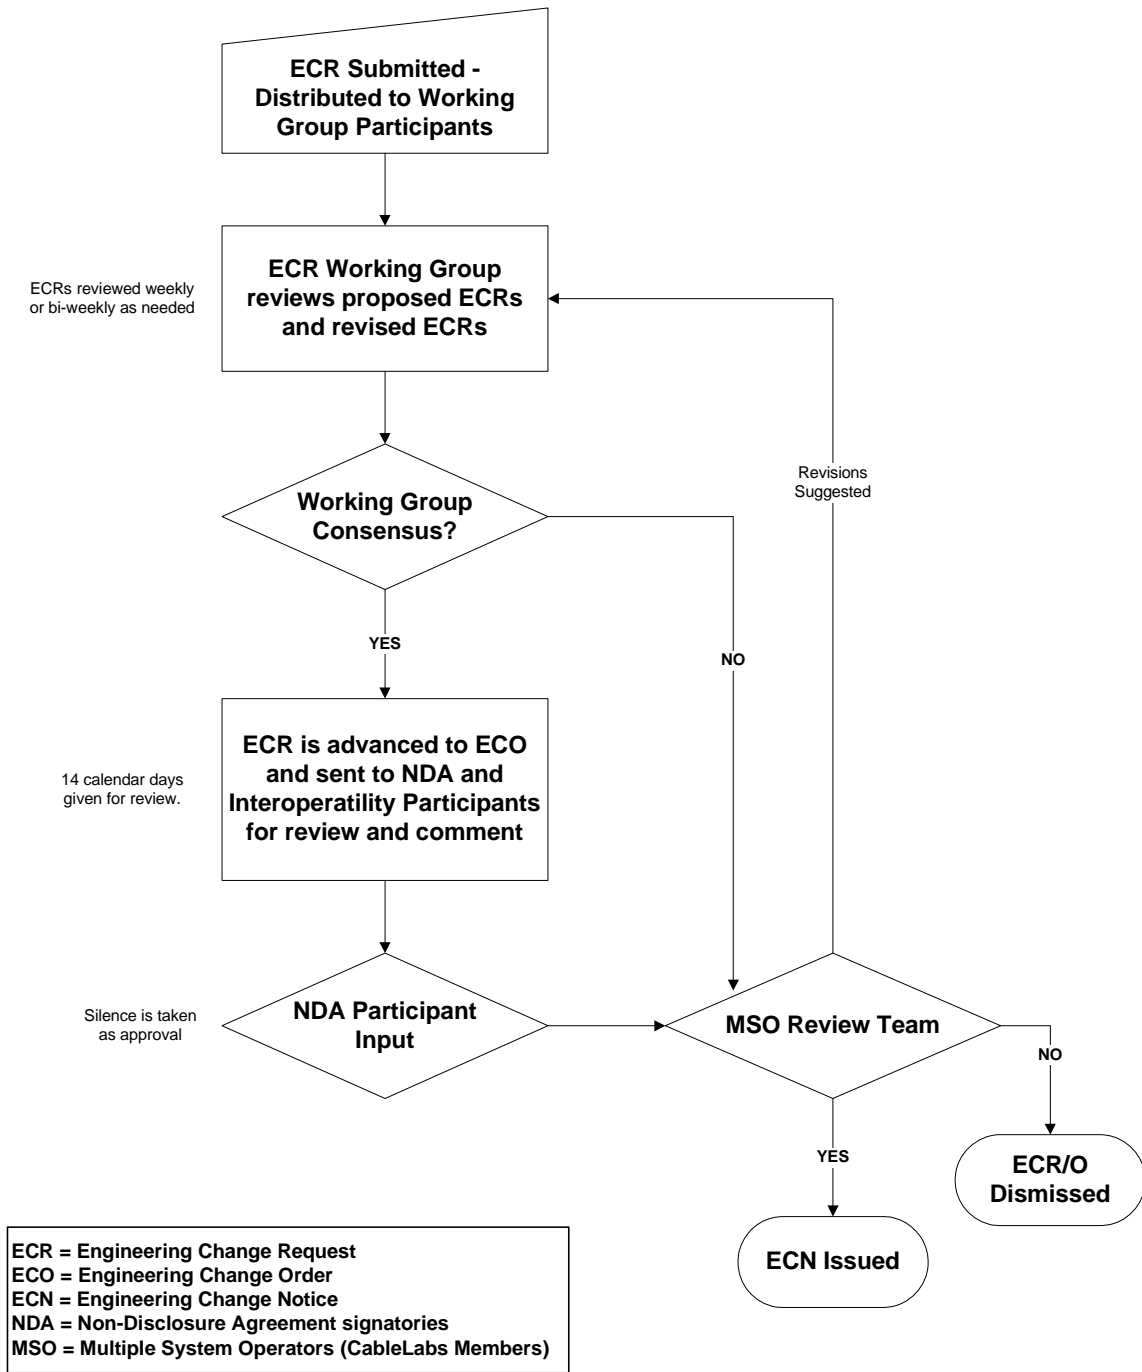 ECR Submitted -
Distributed to Working
Group Participants
ECRs reviewed weekly
or bi-weekly as needed
ECR Working Group
reviews proposed ECRs
and revised ECRs
Revisions
Suggested
Working Group
Consensus?
YES
NO
14 calendar days
given for review.
ECR is advanced to ECO
and sent to NDA and
Interoperatility Participants
for review and comment
Silence is taken
as approval
NDA Participant
Input
MSO Review Team
NO
YES
ECR/O
Dismissed
ECN Issued
ECR = Engineering Change Request
ECO = Engineering Change Order
ECN = Engineering Change Notice
NDA = Non-Disclosure Agreement signatories
MSO = Multiple System Operators (CableLabs Members)